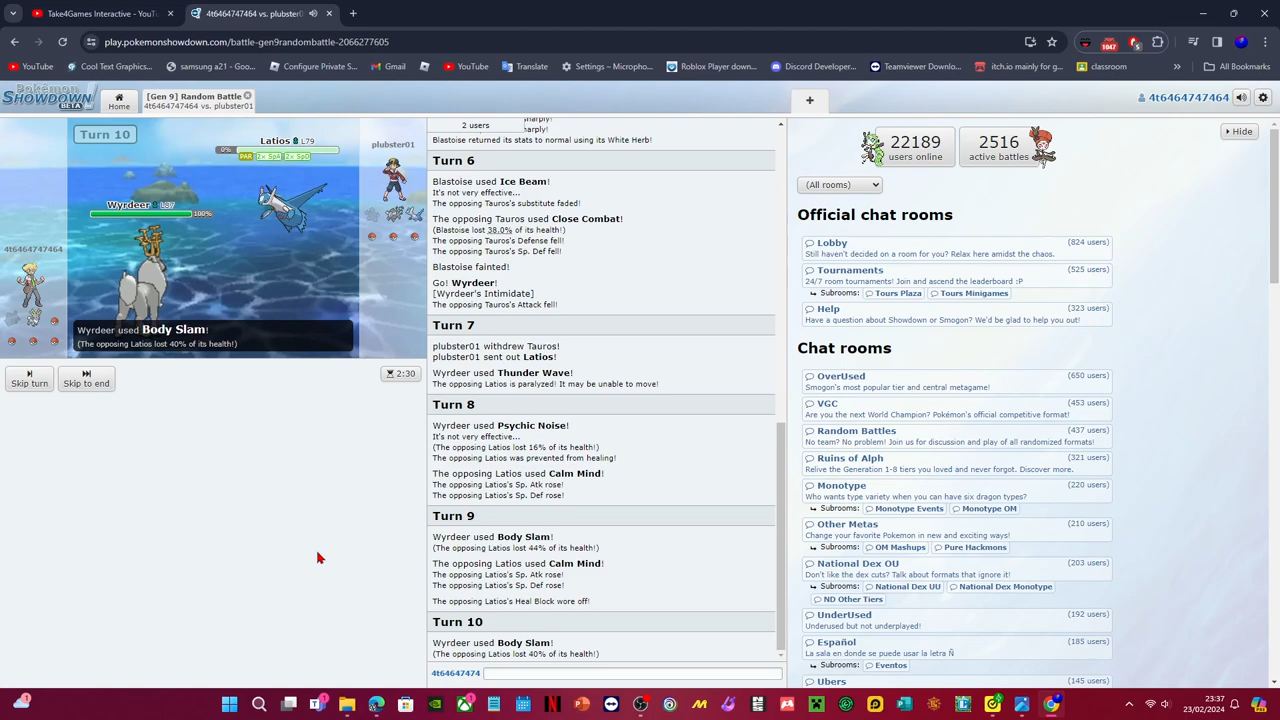 Take4Games Interactive - YouTu
4t6464747464 vs. plubster0
play.pokemonshowdown.com/battle-gen9randombattle-2066277605
1047
5
YouTube
Cool Text Graphics...
samsung a21 - Goo...
Configure Private S...
Gmail
YouTube
Translate
Settings – Micropho...
Roblox Player down...
Discord Developer...
Teamviewer Downlo...
itch.io mainly for g...
classroom
All Bookmarks
Pokémon
Showdown
BETA
Home
[Gen 9] Random Battle
4t6464747464 vs. plubster01
4t6464747464
Turn 10
Latios L79
0%
PAR 2x SpA 2x SpD
plubster01
Wyrdeer L87
100%
4t6464747464
Wyrdeer used Body Slam!
(The opposing Latios lost 40% of its health!)
Skip turn
Skip to end
2:30
2 users
harply!
harply!
Blastoise returned its stats to normal using its White Herb!
Turn 6
Blastoise used Ice Beam!
It's not very effective...
The opposing Tauros's substitute faded!
The opposing Tauros used Close Combat!
(Blastoise lost 38.0% of its health!)
The opposing Tauros's Defense fell!
The opposing Tauros's Sp. Def fell!
Blastoise fainted!
Go! Wyrdeer!
[Wyrdeer's Intimidate]
The opposing Tauros's Attack fell!
Turn 7
plubster01 withdrew Tauros!
plubster01 sent out Latios!
Wyrdeer used Thunder Wave!
The opposing Latios is paralyzed! It may be unable to move!
Turn 8
Wyrdeer used Psychic Noise!
It's not very effective...
(The opposing Latios lost 16% of its health!)
The opposing Latios was prevented from healing!
The opposing Latios used Calm Mind!
The opposing Latios's Sp. Atk rose!
The opposing Latios's Sp. Def rose!
Turn 9
Wyrdeer used Body Slam!
(The opposing Latios lost 44% of its health!)
The opposing Latios used Calm Mind!
The opposing Latios's Sp. Atk rose!
The opposing Latios's Sp. Def rose!
The opposing Latios's Heal Block wore off!
Turn 10
Wyrdeer used Body Slam!
(The opposing Latios lost 40% of its health!)
4t64647474
22189
users online
2516
active battles
Hide
(All rooms)
Official chat rooms
Lobby (824 users)
Still haven't decided on a room for you? Relax here amidst the chaos.
Tournaments (525 users)
24/7 room tournaments! Join and ascend the leaderboard :P
Subrooms: Tours Plaza Tours Minigames
Help (323 users)
Have a question about Showdown or Smogon? We'd be glad to help you out!
Chat rooms
OverUsed (650 users)
Smogon's most popular tier and central metagame!
VGC (453 users)
Are you the next World Champion? Pokémon's official competitive format!
Random Battles (437 users)
No team? No problem! Join us for discussion and play of all randomized formats!
Ruins of Alph (321 users)
Relive the Generation 1-8 tiers you loved and never forgot. Discover more.
Monotype (220 users)
Who wants type variety when you can have six dragon types?
Subrooms: Monotype Events Monotype OM
Other Metas (210 users)
Change your favorite Pokemon in new and exciting ways!
Subrooms: OM Mashups Pure Hackmons
National Dex OU (203 users)
Don't like the dex cuts? Talk about formats that ignore it!
Subrooms: National Dex UU National Dex Monotype
ND Other Tiers
UnderUsed (192 users)
Underused but not underplayed!
Español (185 users)
La sala en donde se puede usar la letra Ñ
Subrooms: Eventos
Ubers (145 users)
23:37
23/02/2024